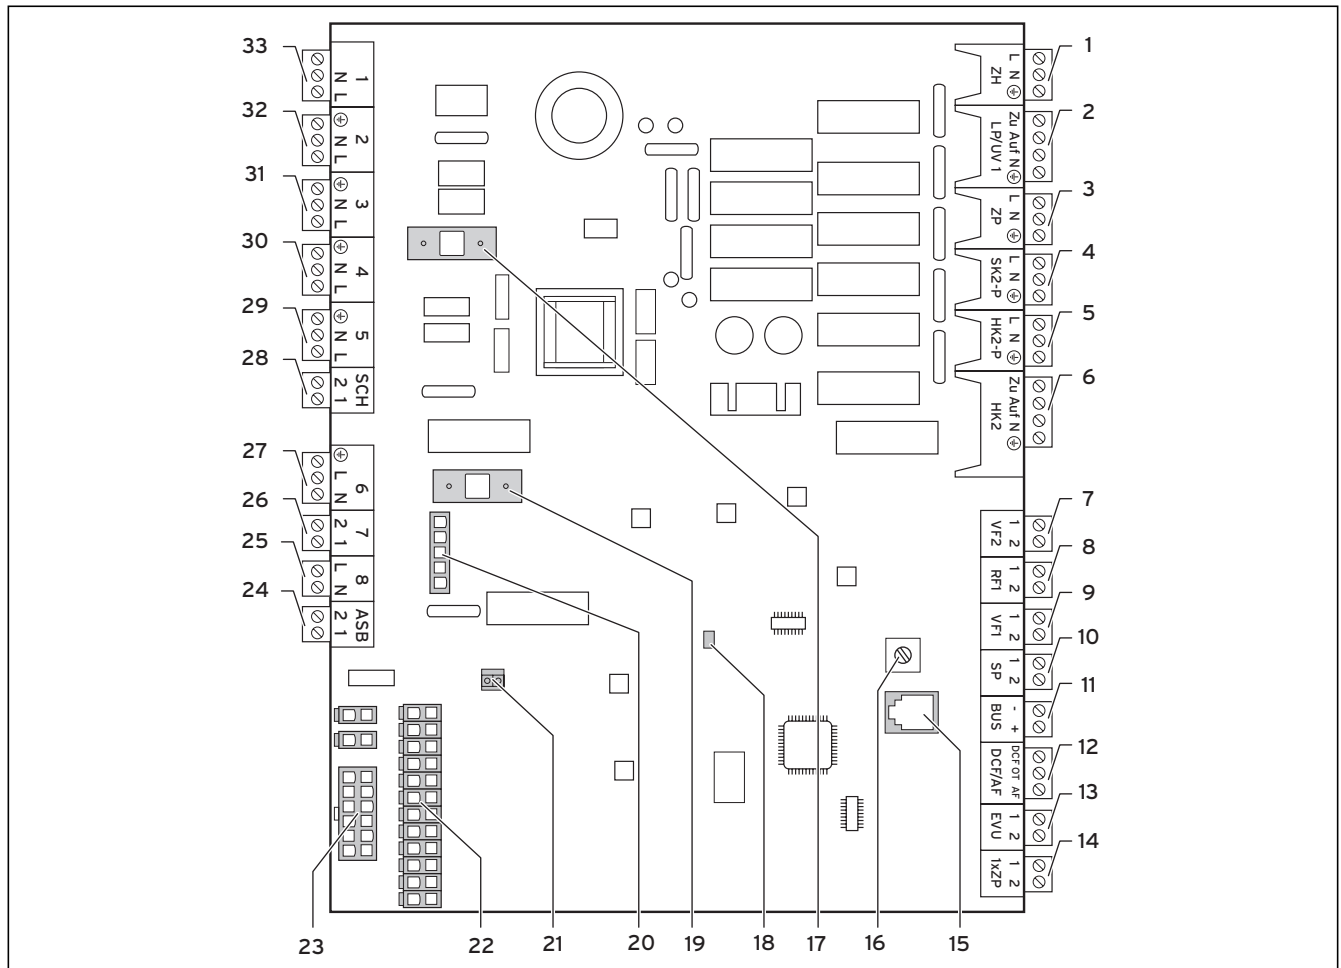 33
1
N
L
32
2
N
L
31
3
N
L
30
4
N
L
29
5
N
L
28
SCH
2 1
27
6
L
N
26
7
2 1
25
8
L N
24
ASB
2 1
1
L N
ZH
2
Zu Auf N
LP/UV 1
3
L N
ZP
4
L N
SK2-P
5
L N
HK2-P
6
Zu Auf N
HK2
7
1 2
VF2
8
1 2
RF1
9
1 2
VF1
10
1 2
SP
11
- +
BUS
12
DCF OT AF
DCF/AF
13
1 2
EVU
14
1 2
1xZP
23 22 21 20 19 18 17 16 15